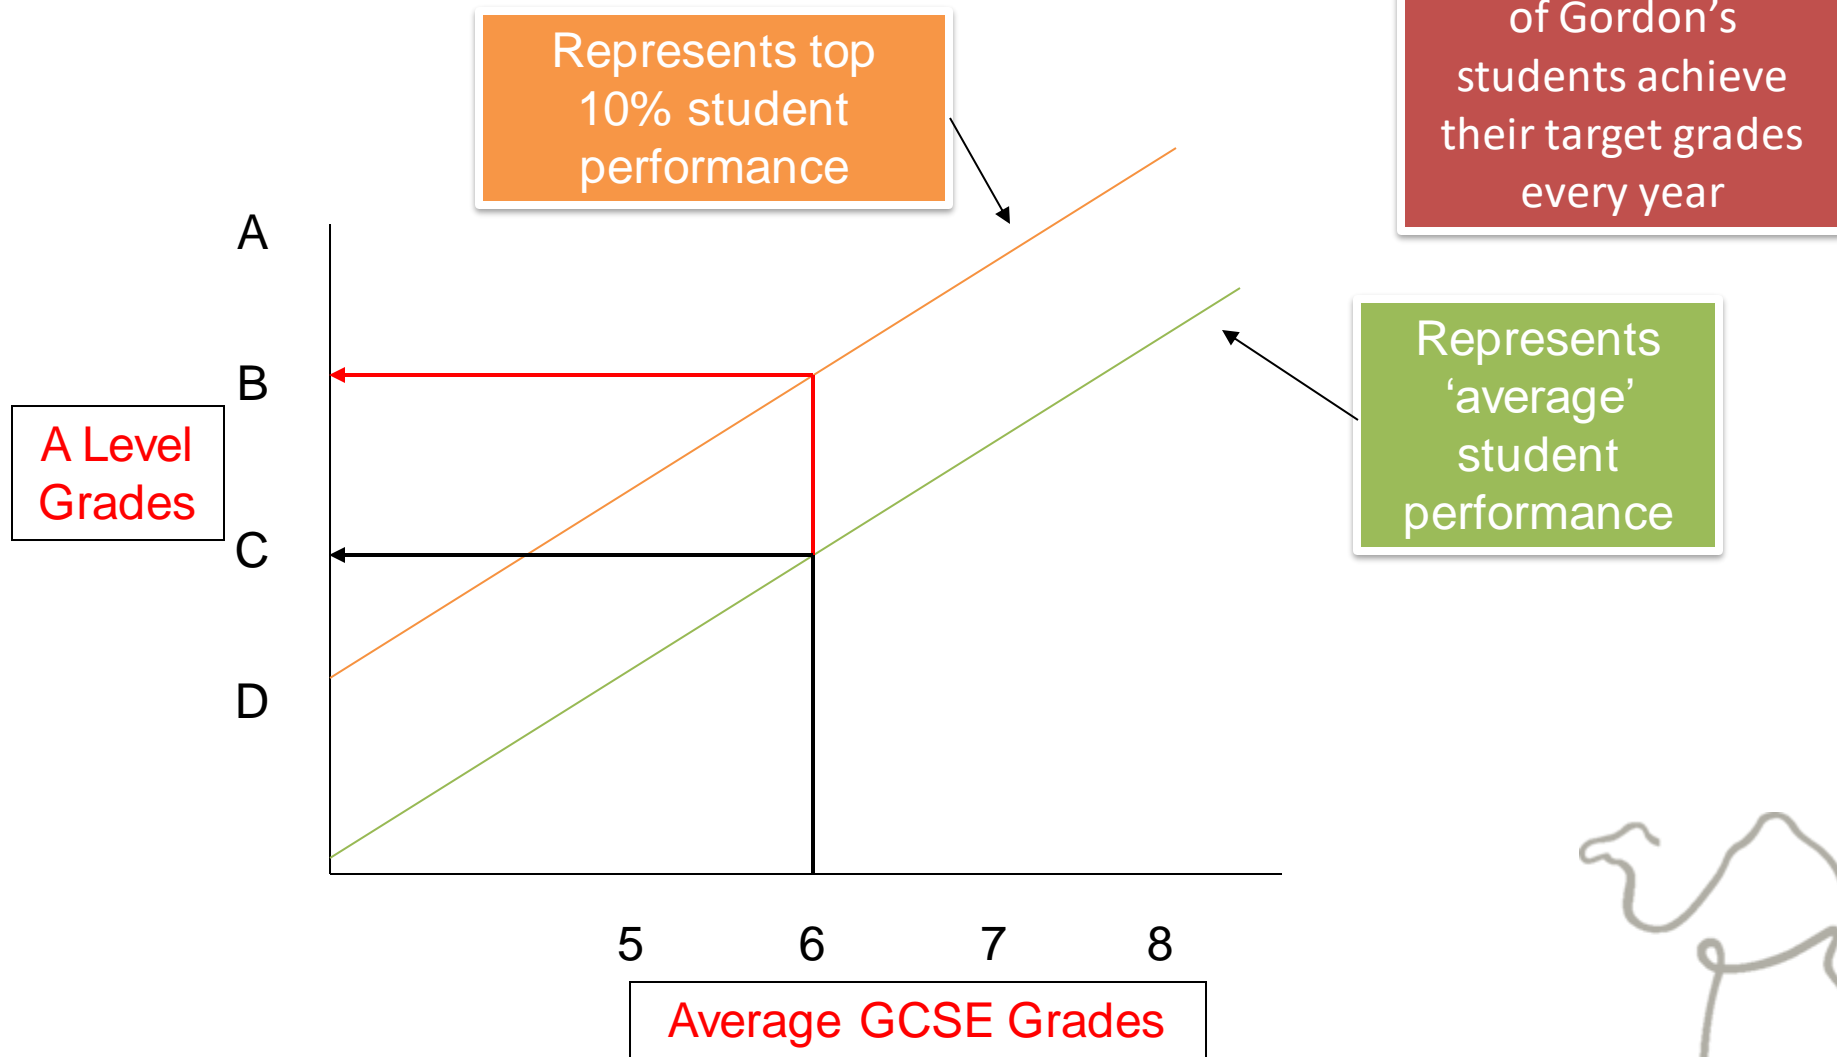 of Gordon’s
students achieve
their target grades
every year
Represents top
10% student
performance
A
B
C
D
A Level
Grades
Represents
‘average’
student
performance
5 6 7 8
Average GCSE Grades